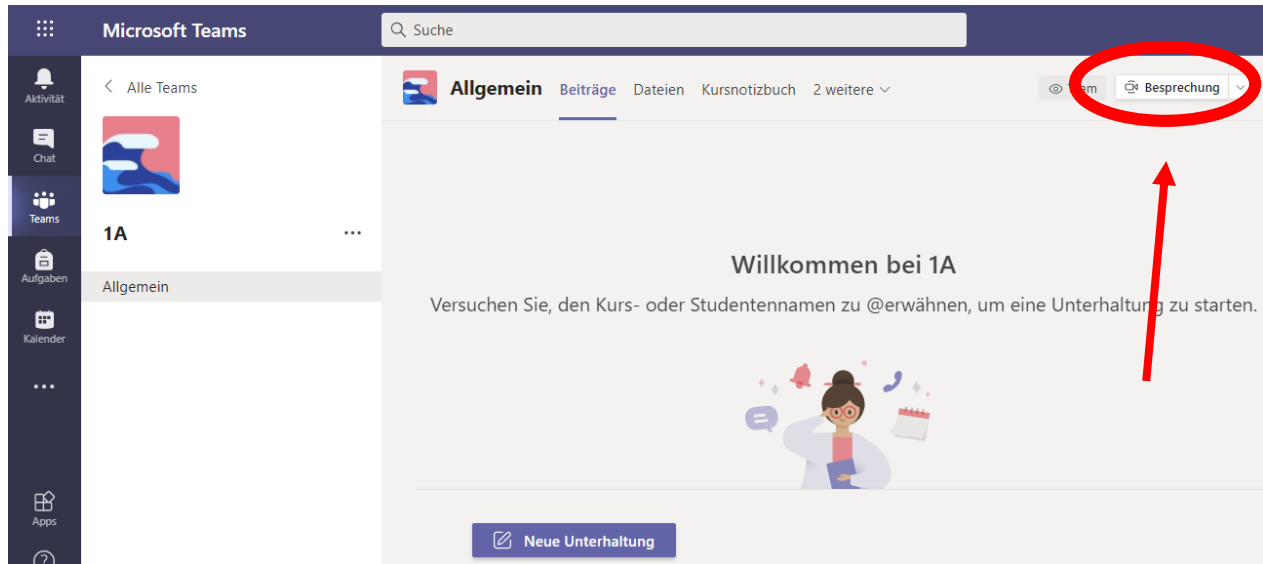 Microsoft Teams
Suche
Aktivität
Chat
Teams
Aufgaben
Kalender
Apps
Alle Teams
1A
Allgemein
Allgemein Beiträge Dateien Kursnotizbuch 2 weitere
Besprechung
Willkommen bei 1A
Versuchen Sie, den Kurs- oder Studentennamen zu @erwähnen, um eine Unterhaltung zu starten.
Neue Unterhaltung